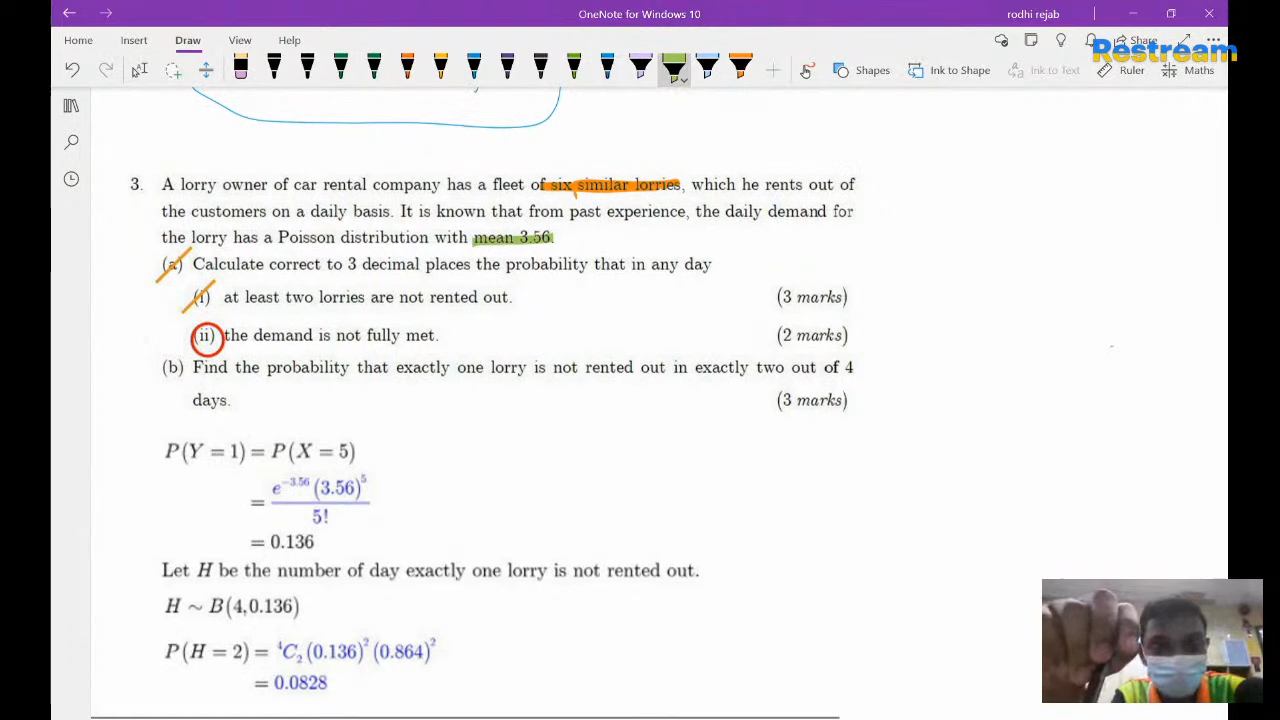 OneNote for Windows 10
rodhi rejab
Home Insert Draw View Help
Share
Restream
Shapes
Ink to Shape
Ink to Text
Ruler
Maths
3. A lorry owner of car rental company has a fleet of six similar lorries, which he rents out of
the customers on a daily basis. It is known that from past experience, the daily demand for
the lorry has a Poisson distribution with mean 3.56.
(a) Calculate correct to 3 decimal places the probability that in any day
(i) at least two lorries are not rented out. (3 marks)
(ii) the demand is not fully met. (2 marks)
(b) Find the probability that exactly one lorry is not rented out in exactly two out of 4
days. (3 marks)
P(Y = 1) = P(X = 5)
= e^{-3.56} (3.56)^5 / 5!
= 0.136
Let H be the number of day exactly one lorry is not rented out.
H ~ B(4,0.136)
P(H = 2) = ⁴C₂ (0.136)² (0.864)²
= 0.0828